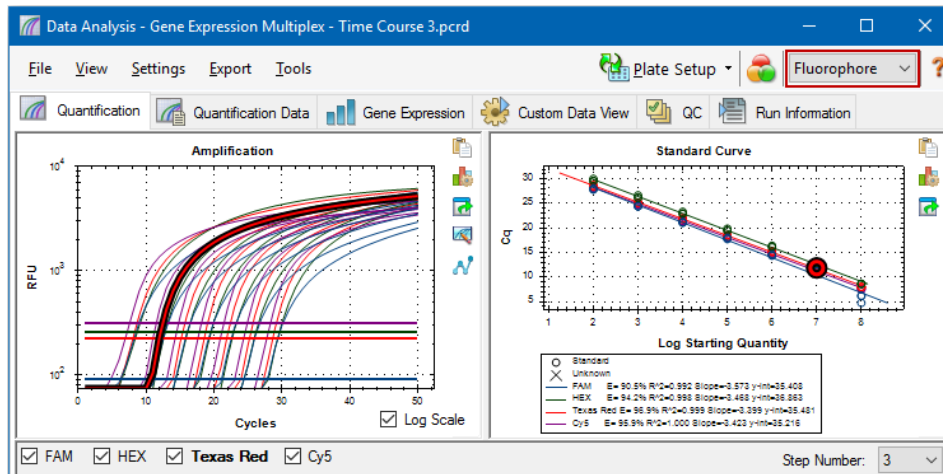 Data Analysis - Gene Expression Multiplex - Time Course 3.pcrd
File View Settings Export Tools Plate Setup Fluorophore ?
Quantification Quantification Data Gene Expression Custom Data View QC Run Information
Amplification
10^4
10^3
10^2
RFU
0 10 20 30 40 50
Cycles
Log Scale
Standard Curve
30
25
20
15
10
5
Cq
1 2 3 4 5 6 7 8
Log Starting Quantity
Standard
Unknown
FAM E= 90.5% R^2=0.992 Slope=-3.573 y-int=35.408
HEX E= 94.2% R^2=0.998 Slope=-3.468 y-int=36.863
Texas Red E= 96.9% R^2=0.999 Slope=-3.399 y-int=35.481
Cy5 E= 95.9% R^2=1.000 Slope=-3.423 y-int=35.216
FAM HEX Texas Red Cy5 Step Number: 3